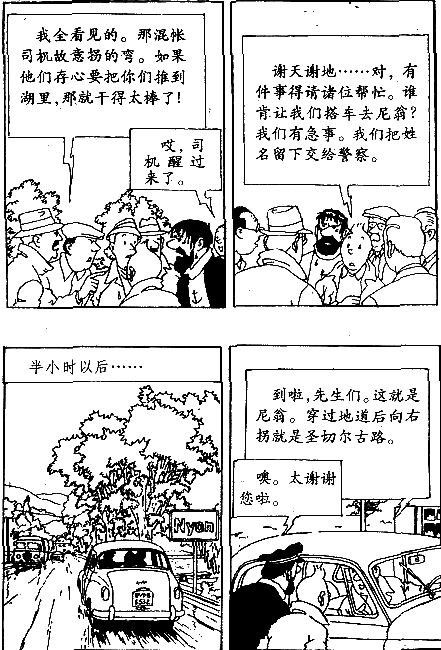 我全看见的。那混帐
司机故意拐的弯。如果
他们存心要把你们推到
湖里，那就干得太棒了！
哎，司
机醒过
来了。
谢天谢地……对，有
件事得请诸位帮忙。谁
肯让我们搭车去尼翁？
我们有急事。我们把姓
名留下交给警察。
半小时以后……
Nyon
到啦，先生们。这就是
尼翁。穿过地道后向右
拐就是圣切尔古路。
噢。太谢谢
您啦。